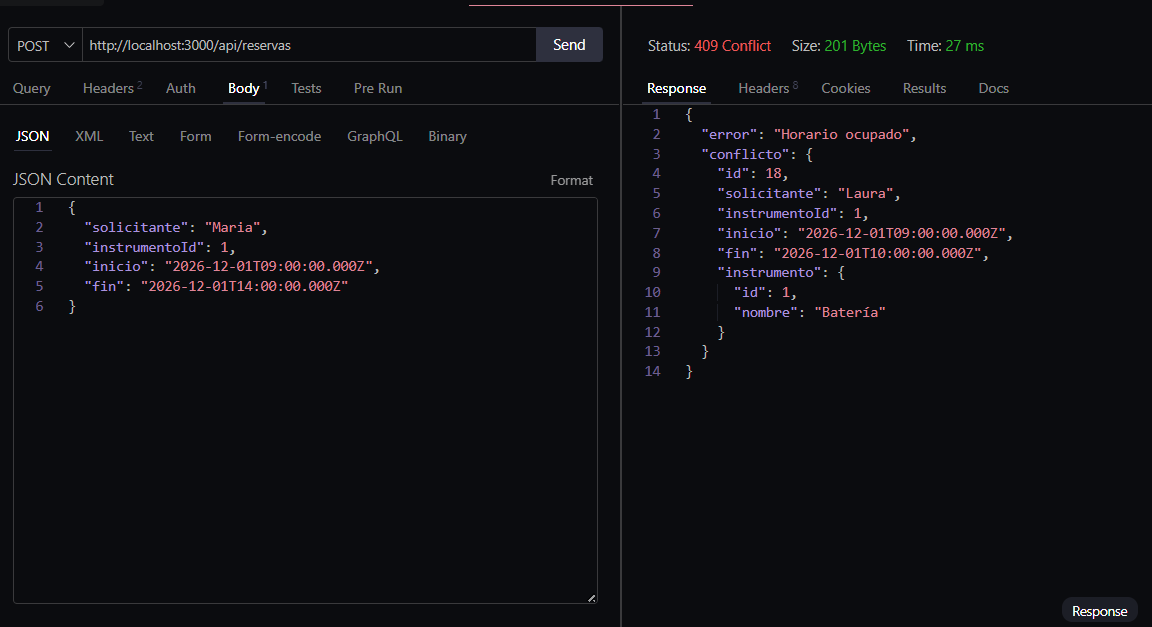 POST http://localhost:3000/api/reservas Send
Query Headers 2 Auth Body 1 Tests Pre Run
JSON XML Text Form Form-encode GraphQL Binary
JSON Content Format
1 {
2 "solicitante": "Maria",
3 "instrumentoId": 1,
4 "inicio": "2026-12-01T09:00:00.000Z",
5 "fin": "2026-12-01T14:00:00.000Z"
6 }
Status: 409 Conflict Size: 201 Bytes Time: 27 ms
Response Headers 8 Cookies Results Docs
1 {
2 "error": "Horario ocupado",
3 "conflicto": {
4 "id": 18,
5 "solicitante": "Laura",
6 "instrumentoId": 1,
7 "inicio": "2026-12-01T09:00:00.000Z",
8 "fin": "2026-12-01T10:00:00.000Z",
9 "instrumento": {
10 "id": 1,
11 "nombre": "Batería"
12 }
13 }
14 }
Response